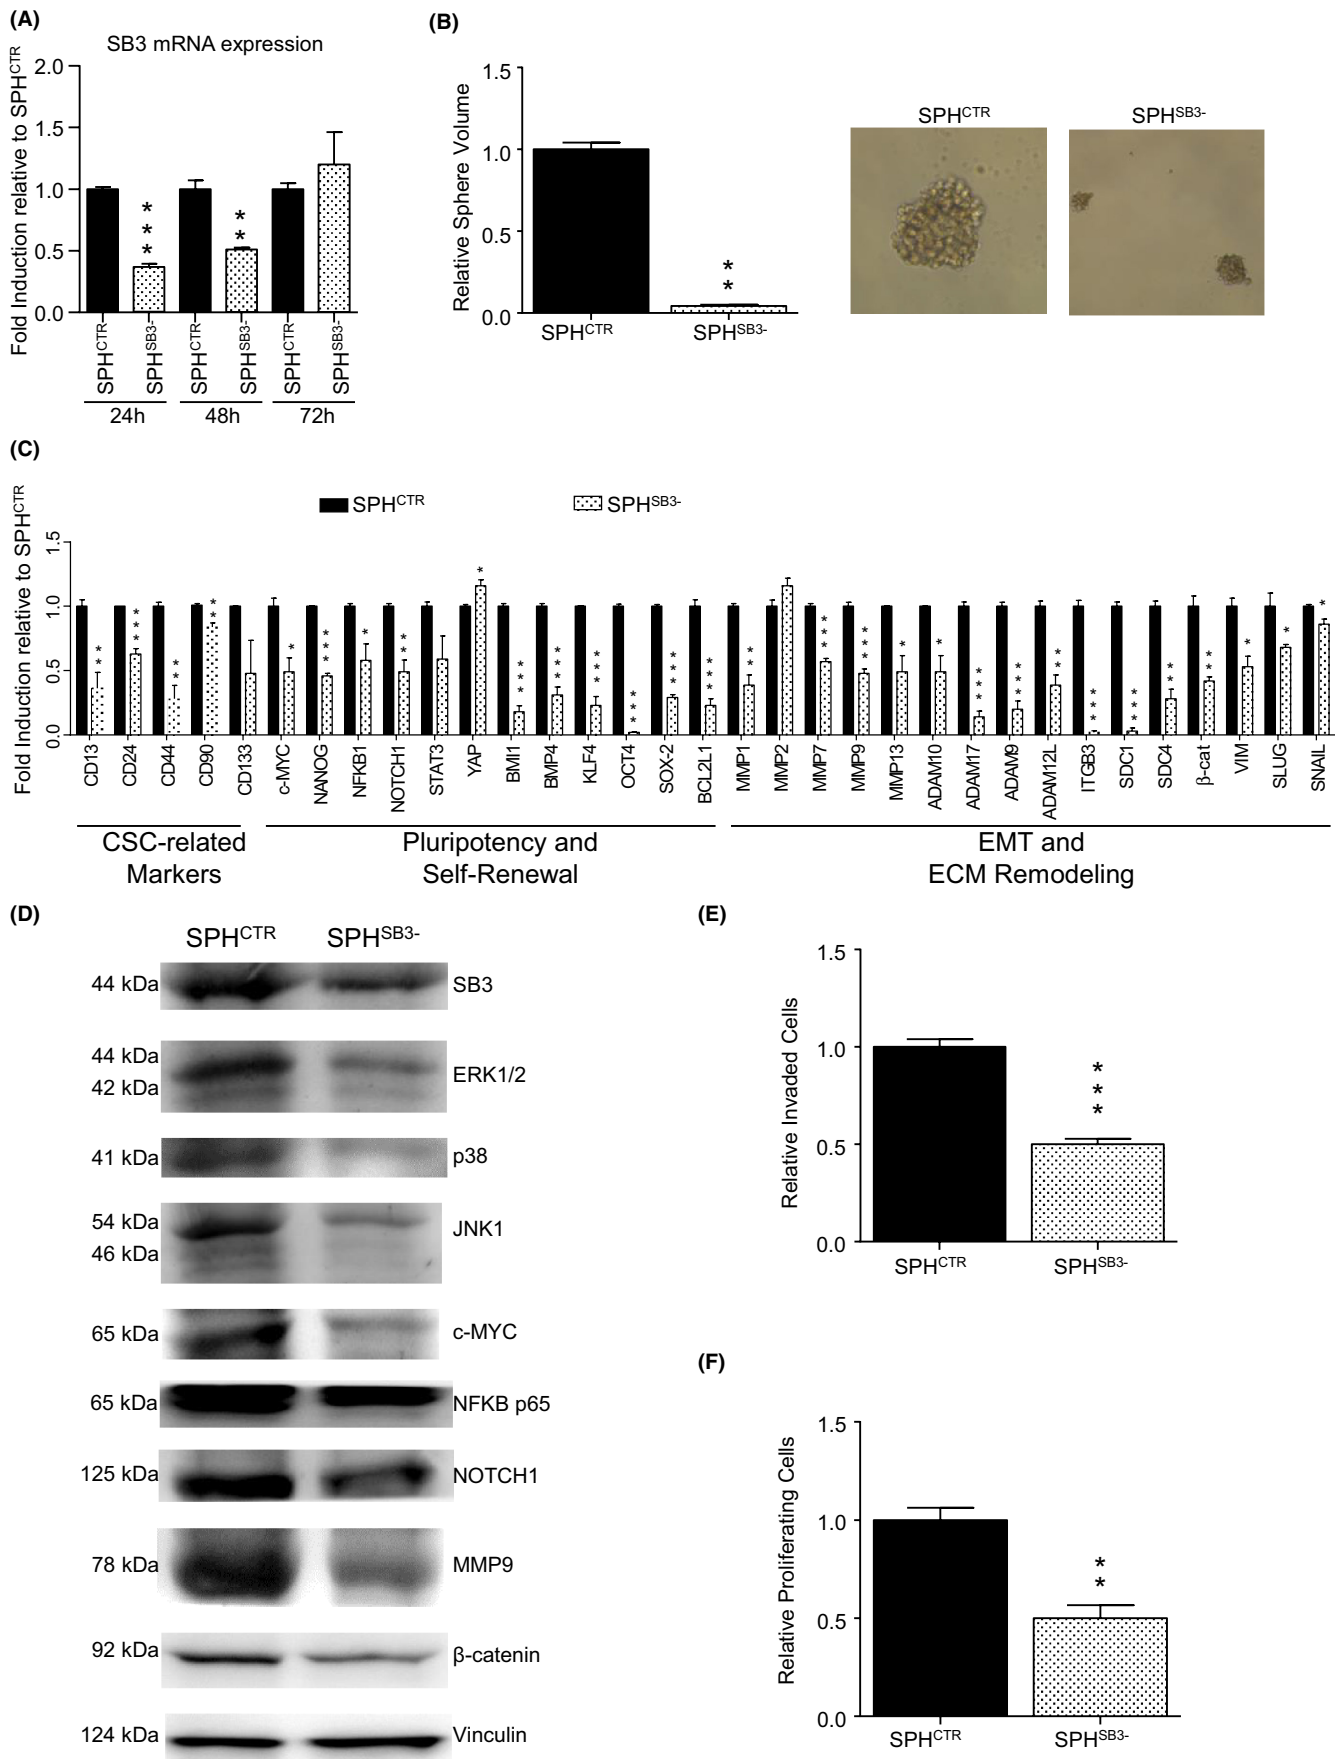 (A)
SB3 mRNA expression
Fold Induction relative to SPHCTR
2.0
1.5
1.0
0.5
0.0
* * *
* *
SPHCTR
SPHSB3-
SPHCTR
SPHSB3-
SPHCTR
SPHSB3-
24h
48h
72h
(B)
Relative Sphere Volume
1.5
1.0
0.5
0.0
* *
SPHCTR
SPHSB3-
SPHCTR
SPHSB3-
(C)
Fold Induction relative to SPHCTR
SPHCTR
SPHSB3-
1.5
1.0
0.5
0.0
* *
* * *
* *
* *
*
* * *
*
* *
*
* * *
* * *
* * *
* * *
* * *
* * *
* *
* * *
* * *
*
*
* * *
* * *
* *
* * *
* * *
* *
* *
*
*
*
CD13
CD24
CD44
CD90
CD133
c-MYC
NANOG
NFKB1
NOTCH1
STAT3
YAP
BMI1
BMP4
KLF4
OCT4
SOX-2
BCL2L1
MMP1
MMP2
MMP7
MMP9
MMP13
ADAM10
ADAM17
ADAM9
ADAM12L
ITGB3
SDC1
SDC4
β-cat
VIM
SLUG
SNAIL
CSC-related
Markers
Pluripotency and
Self-Renewal
EMT and
ECM Remodeling
(D)
SPHCTR
SPHSB3-
44 kDa
SB3
44 kDa
42 kDa
ERK1/2
41 kDa
p38
54 kDa
46 kDa
JNK1
65 kDa
c-MYC
65 kDa
NFKB p65
125 kDa
NOTCH1
78 kDa
MMP9
92 kDa
β-catenin
124 kDa
Vinculin
(E)
Relative Invaded Cells
1.5
1.0
0.5
0.0
* * *
SPHCTR
SPHSB3-
(F)
Relative Proliferating Cells
1.5
1.0
0.5
0.0
* *
SPHCTR
SPHSB3-